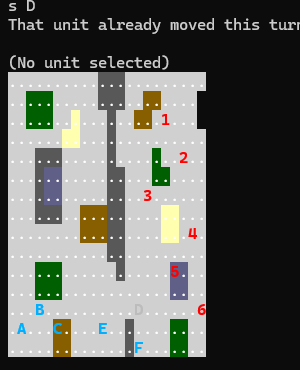 s D
That unit already moved this turn
(No unit selected)
1
2
3
4
5
B D 6
A C E
F